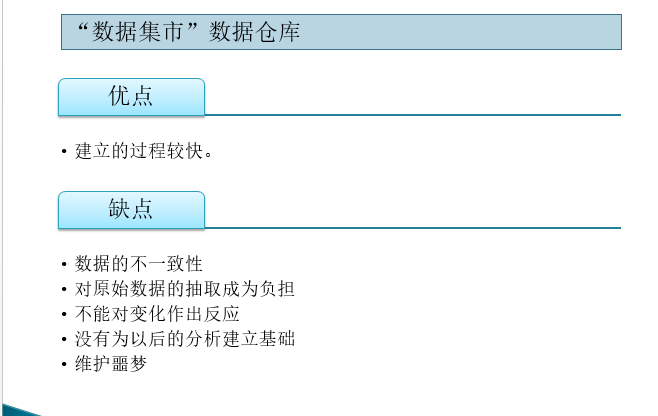 “数据集市”数据仓库
优点
• 建立的过程较快。
缺点
• 数据的不一致性
• 对原始数据的抽取成为负担
• 不能对变化作出反应
• 没有为以后的分析建立基础
• 维护噩梦